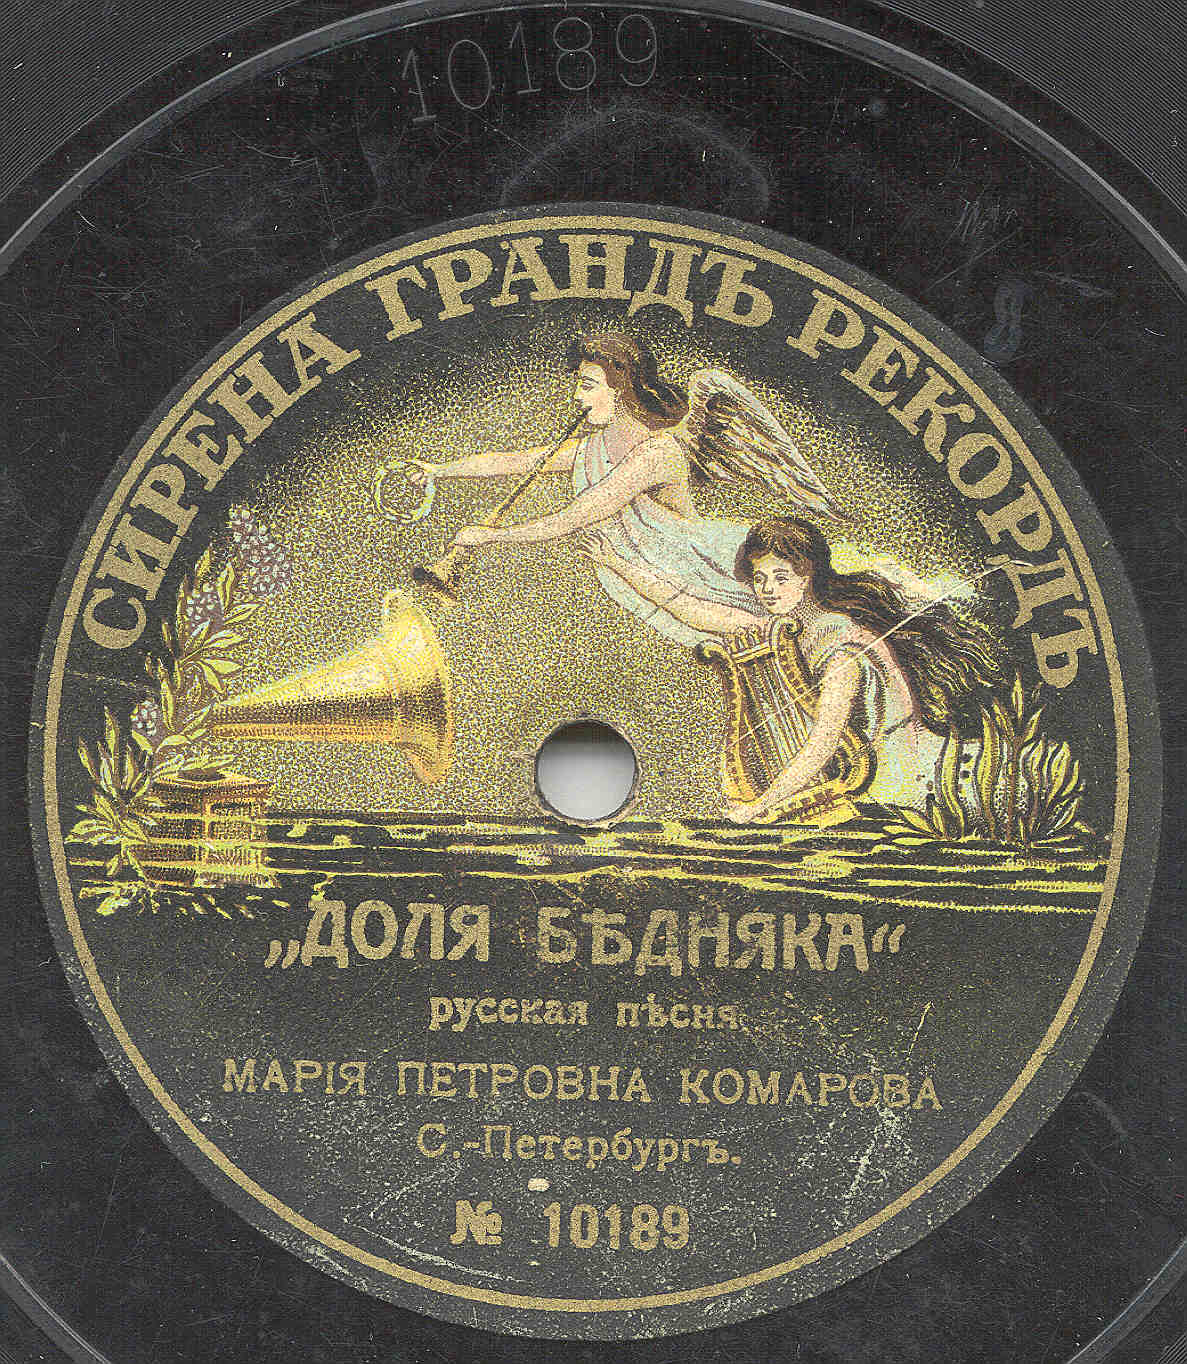 10189
СИРЕНА ГРАНДЪ РЕКОРДЪ
„ДОЛЯ БѢДНЯКА“
русская пѣсня
МАРІЯ ПЕТРОВНА КОМАРОВА
С.-Петербургъ.
№ 10189